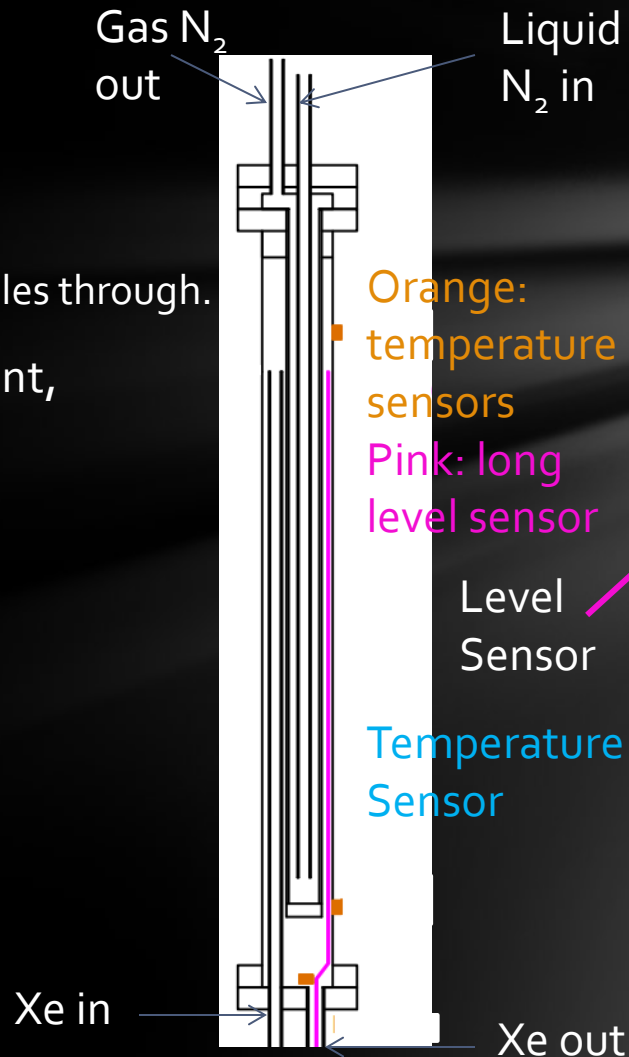 Gas N₂
out
Liquid
N₂ in
les through.
nt,
Orange:
temperature
sensors
Pink: long
level sensor
Level
Sensor
Temperature
Sensor
Xe in
Xe out